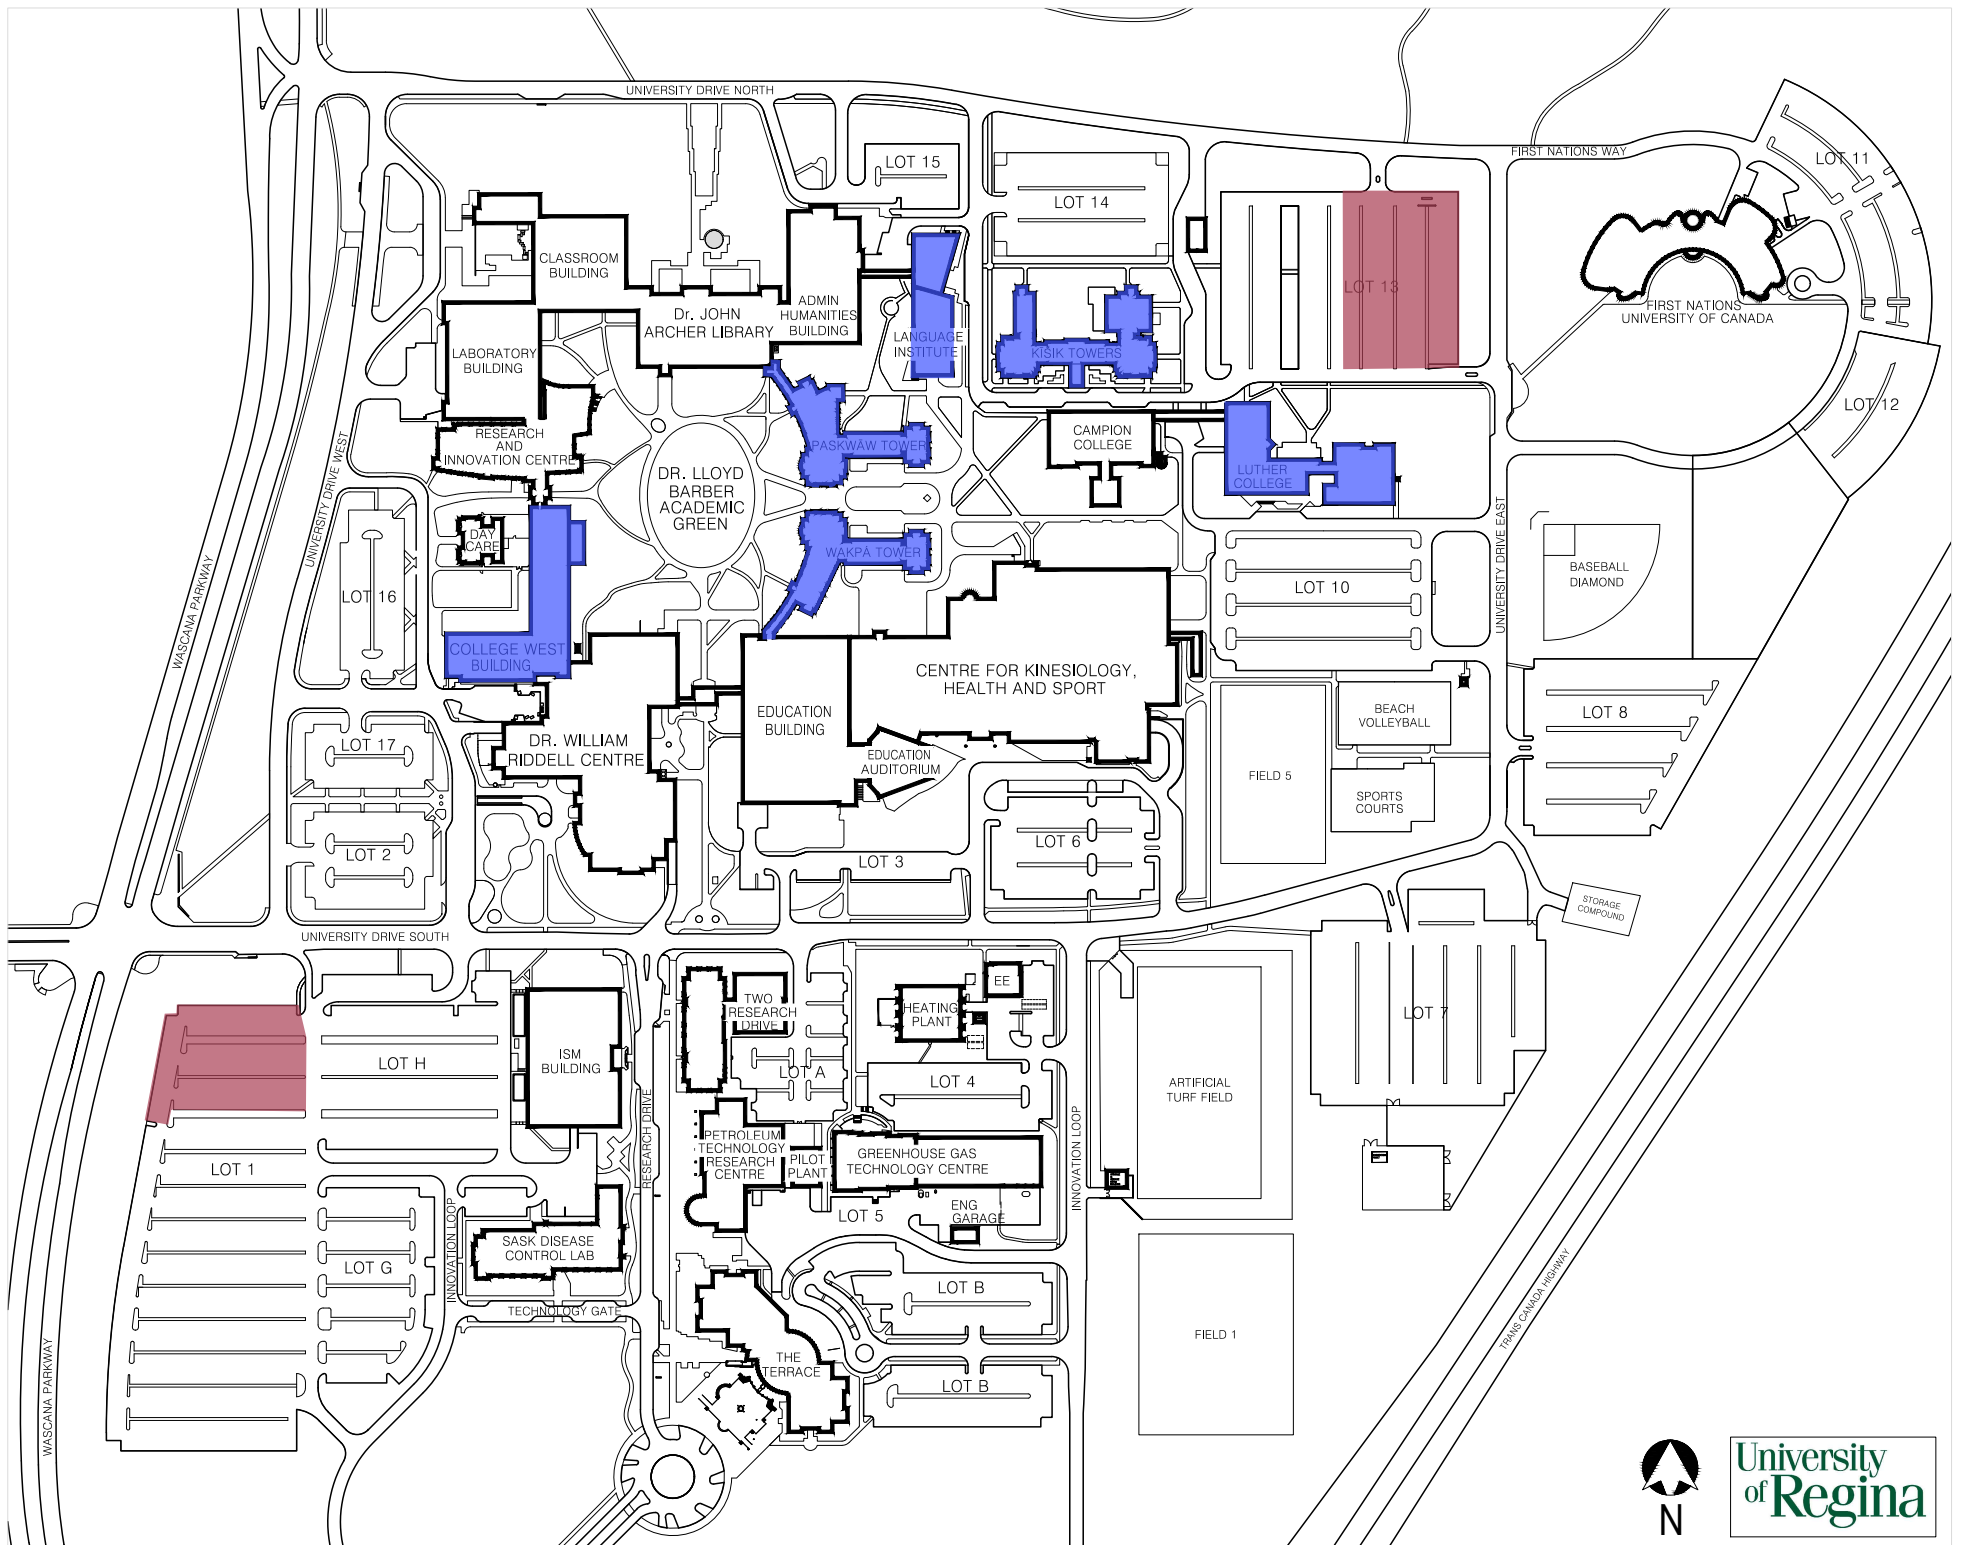 UNIVERSITY DRIVE NORTH
FIRST NATIONS WAY
LOT 15
LOT 11
LOT 14
CLASSROOM
BUILDING
LOT 13
ADMIN
HUMANITIES
BUILDING
Dr. JOHN
ARCHER LIBRARY
FIRST NATIONS
UNIVERSITY OF CANADA
LANGUAGE
INSTITUTE
KĪSIK TOWERS
LABORATORY
BUILDING
LOT 12
RESEARCH
AND
INNOVATION CENTRE
PASKWĀW TOWER
CAMPION
COLLEGE
LUTHER
COLLEGE
DR. LLOYD
BARBER
ACADEMIC
GREEN
UNIVERSITY DRIVE WEST
DAY
CARE
WAKPÁ TOWER
UNIVERSITY DRIVE EAST
BASEBALL
DIAMOND
LOT 16
LOT 10
WASCANA PARKWAY
COLLEGE WEST
BUILDING
CENTRE FOR KINESIOLOGY,
HEALTH AND SPORT
EDUCATION
BUILDING
BEACH
VOLLEYBALL
LOT 8
LOT 17
DR. WILLIAM
RIDDELL CENTRE
EDUCATION
AUDITORIUM
FIELD 5
SPORTS
COURTS
LOT 2
LOT 3
LOT 6
STORAGE
COMPOUND
UNIVERSITY DRIVE SOUTH
TWO
RESEARCH
DRIVE
EE
HEATING
PLANT
LOT 7
LOT H
ISM
BUILDING
LOT A
LOT 4
ARTIFICIAL
TURF FIELD
RESEARCH DRIVE
PETROLEUM
TECHNOLOGY
RESEARCH
CENTRE
PILOT
PLANT
GREENHOUSE GAS
TECHNOLOGY CENTRE
INNOVATION LOOP
LOT 1
LOT 5
ENG
GARAGE
INNOVATION LOOP
SASK DISEASE
CONTROL LAB
LOT G
LOT B
TECHNOLOGY GATE
TRANS CANADA HIGHWAY
FIELD 1
THE
TERRACE
LOT B
WASCANA PARKWAY
N
University
of Regina